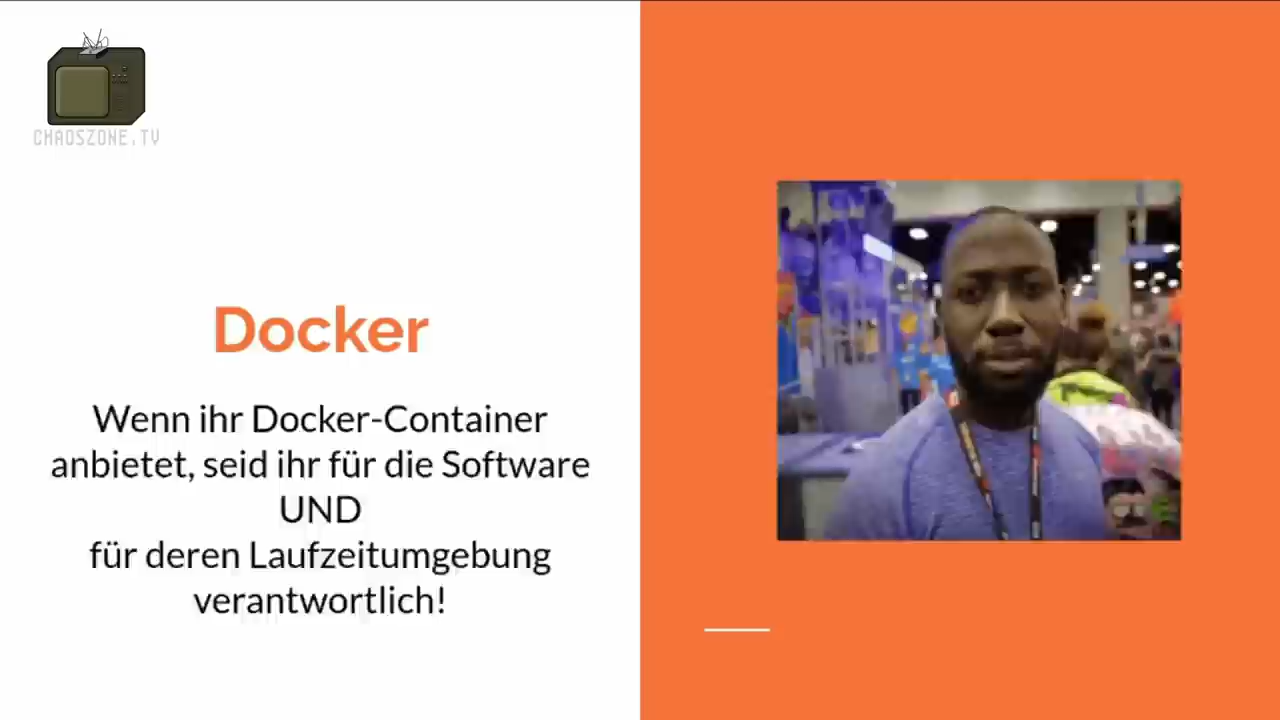 CHAOSZONE.TV
Docker
Wenn ihr Docker-Container
anbietet, seid ihr für die Software
UND
für deren Laufzeitumgebung
verantwortlich!